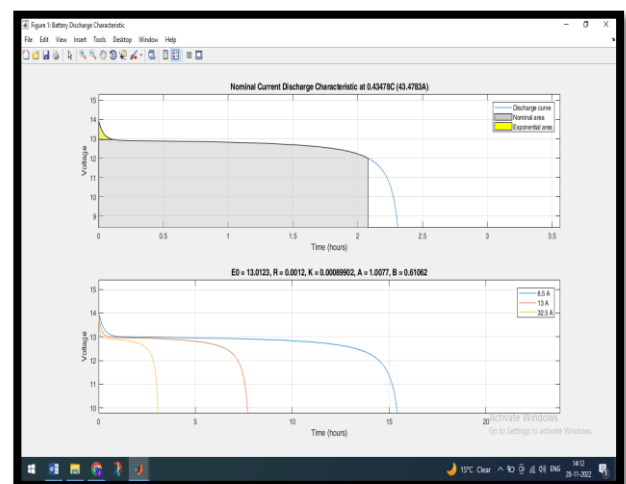 Figure 1: Battery Discharge Characteristic
File Edit View Insert Tools Desktop Window Help
Nominal Current Discharge Characteristic at 0.43478C (43.4783A)
15
14
13
12
11
10
9
Voltage
Discharge curve
Nominal area
Exponential area
0 0.5 1 1.5 2 2.5 3 3.5
Time (hours)
E0 = 13.0123, R = 0.0012, K = 0.00089902, A = 1.0077, B = 0.61062
15
14
13
12
11
10
Voltage
6.5 A
13 A
32.5 A
0 5 10 15 20
Time (hours)
Activate Windows
Go to Settings to activate Windows.
15°C Clear ENG
14:12
28-11-2022